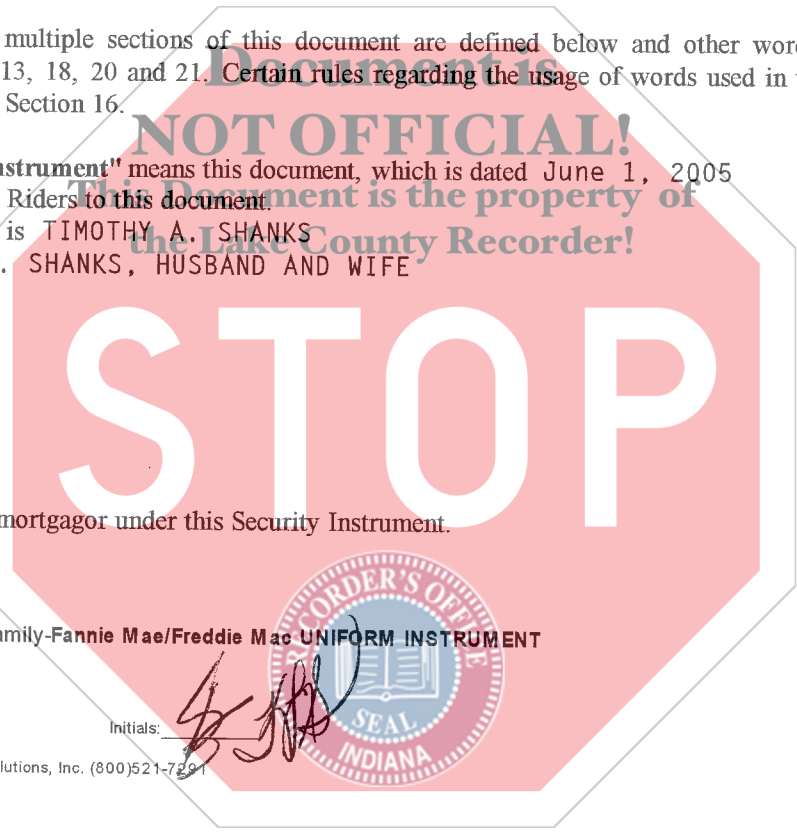 multiple sections of this document are defined below and other word
Document is
13, 18, 20 and 21. Certain rules regarding the usage of words used in
Section 16.
NOT OFFICIAL!
nstrument" means this document, which is dated June 1, 2005
This Document is the property of
Riders to this document.
is TIMOTHY A. SHANKS
the Lake County Recorder!
. SHANKS, HUSBAND AND WIFE
STOP
mortgagor under this Security Instrument.
RECORDER'S OFFICE
amily-Fannie Mae/Freddie Mac UNIFORM INSTRUMENT
Initials:
SEAL
INDIANA
lutions, Inc. (800)521-7291